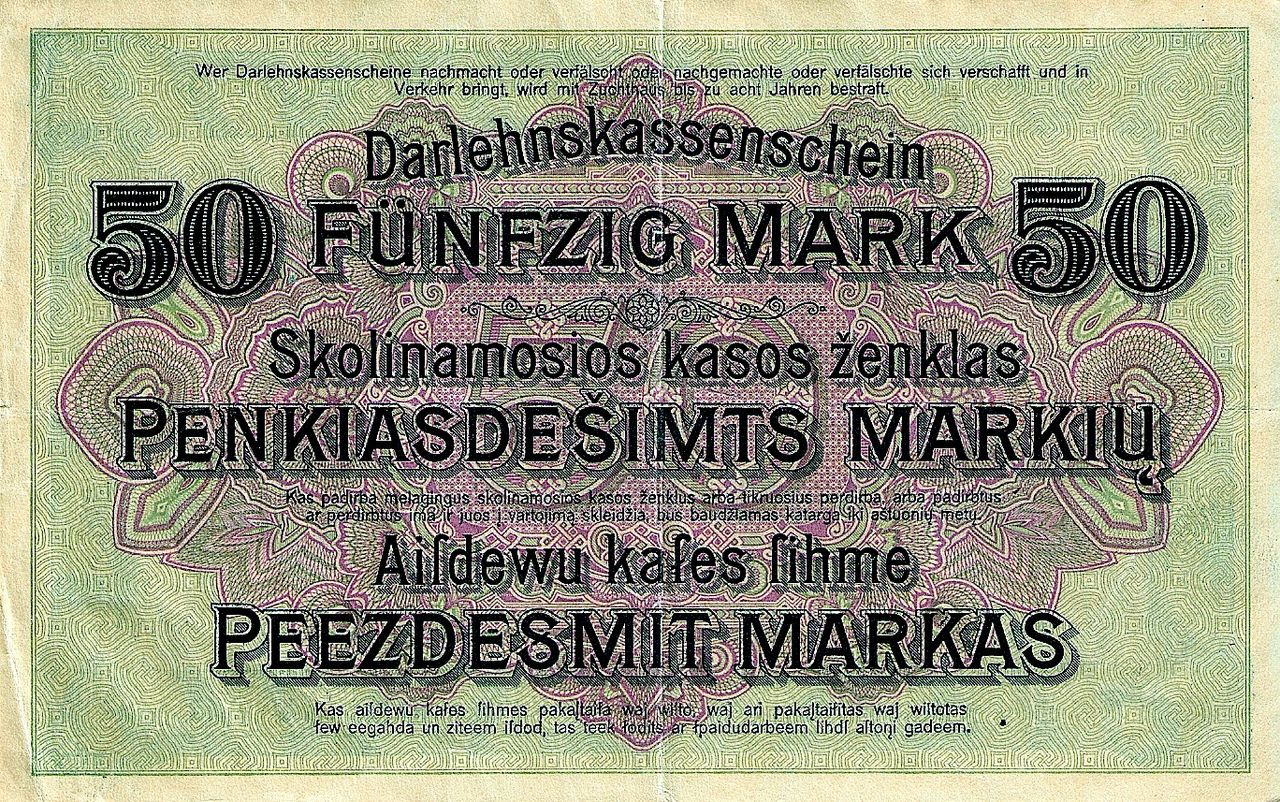 Wer Darlehnskassenscheine nachmacht oder verfälscht oder nachgemachte oder verfälschte sich verschafft und in
Verkehr bringt, wird mit Zuchthaus bis zu acht Jahren bestraft.
Darlehnskassenschein
50 FÜNFZIG MARK 50
Skolinamosios kasos ženklas
PENKIASDEŠIMTS MARKIŲ
Kas padirba melagingus skolinamosios kasos ženklus arba tikruosius perdirba, arba padirbtus
ar perdirbtus ima ir juos į vartojimą skleidžia, bus baudžiamas katarga iki aštuonių metų.
Aiſdewu kaſes ſihme
PEEZDESMIT MARKAS
Kas aiſdewu kaſes ſihmes pakaļtaiſa waj wilto, waj ari pakaļtaiſitas waj wiltotas
ſew eegahda un ziteem iſdod, tas teek ſodits ar ſpaidudarbeem lihdſ aſtoņi gadeem.